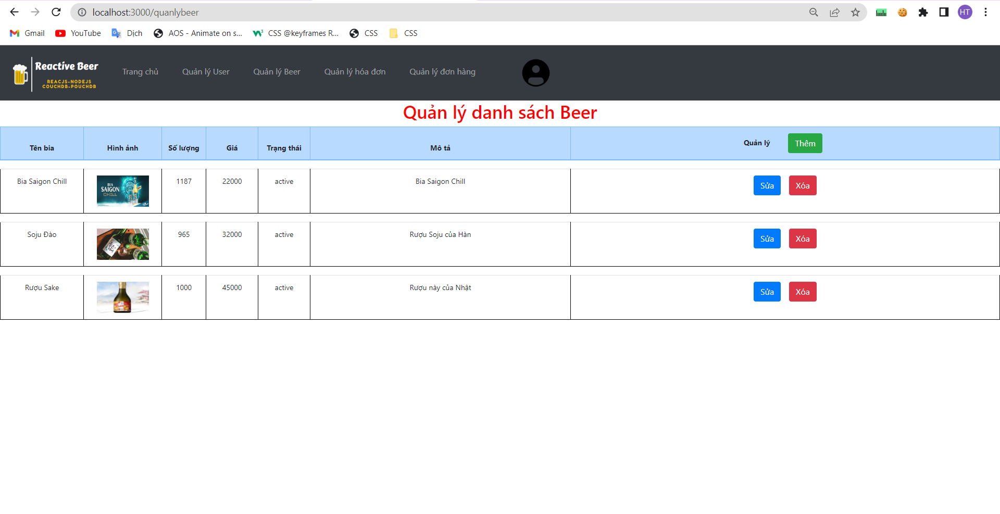 localhost:3000/quanlybeer
HT
Gmail
YouTube
Dịch
AOS - Animate on s...
CSS @keyframes R...
CSS
CSS
Reactive Beer
REACJS-NODEJS
COUCHDB-POUCHDB
Trang chủ
Quản lý User
Quản lý Beer
Quản lý hóa đơn
Quản lý đơn hàng
Quản lý danh sách Beer
Tên bia
Hình ảnh
Số lượng
Giá
Trạng thái
Mô tả
Quản lý
Thêm
Bia Saigon Chill
BIA
SAIGON
CHILL
1187
22000
active
Bia Saigon Chill
Sửa
Xóa
Soju Đào
965
32000
active
Rượu Soju của Hàn
Sửa
Xóa
Rượu Sake
1000
45000
active
Rượu này của Nhật
Sửa
Xóa